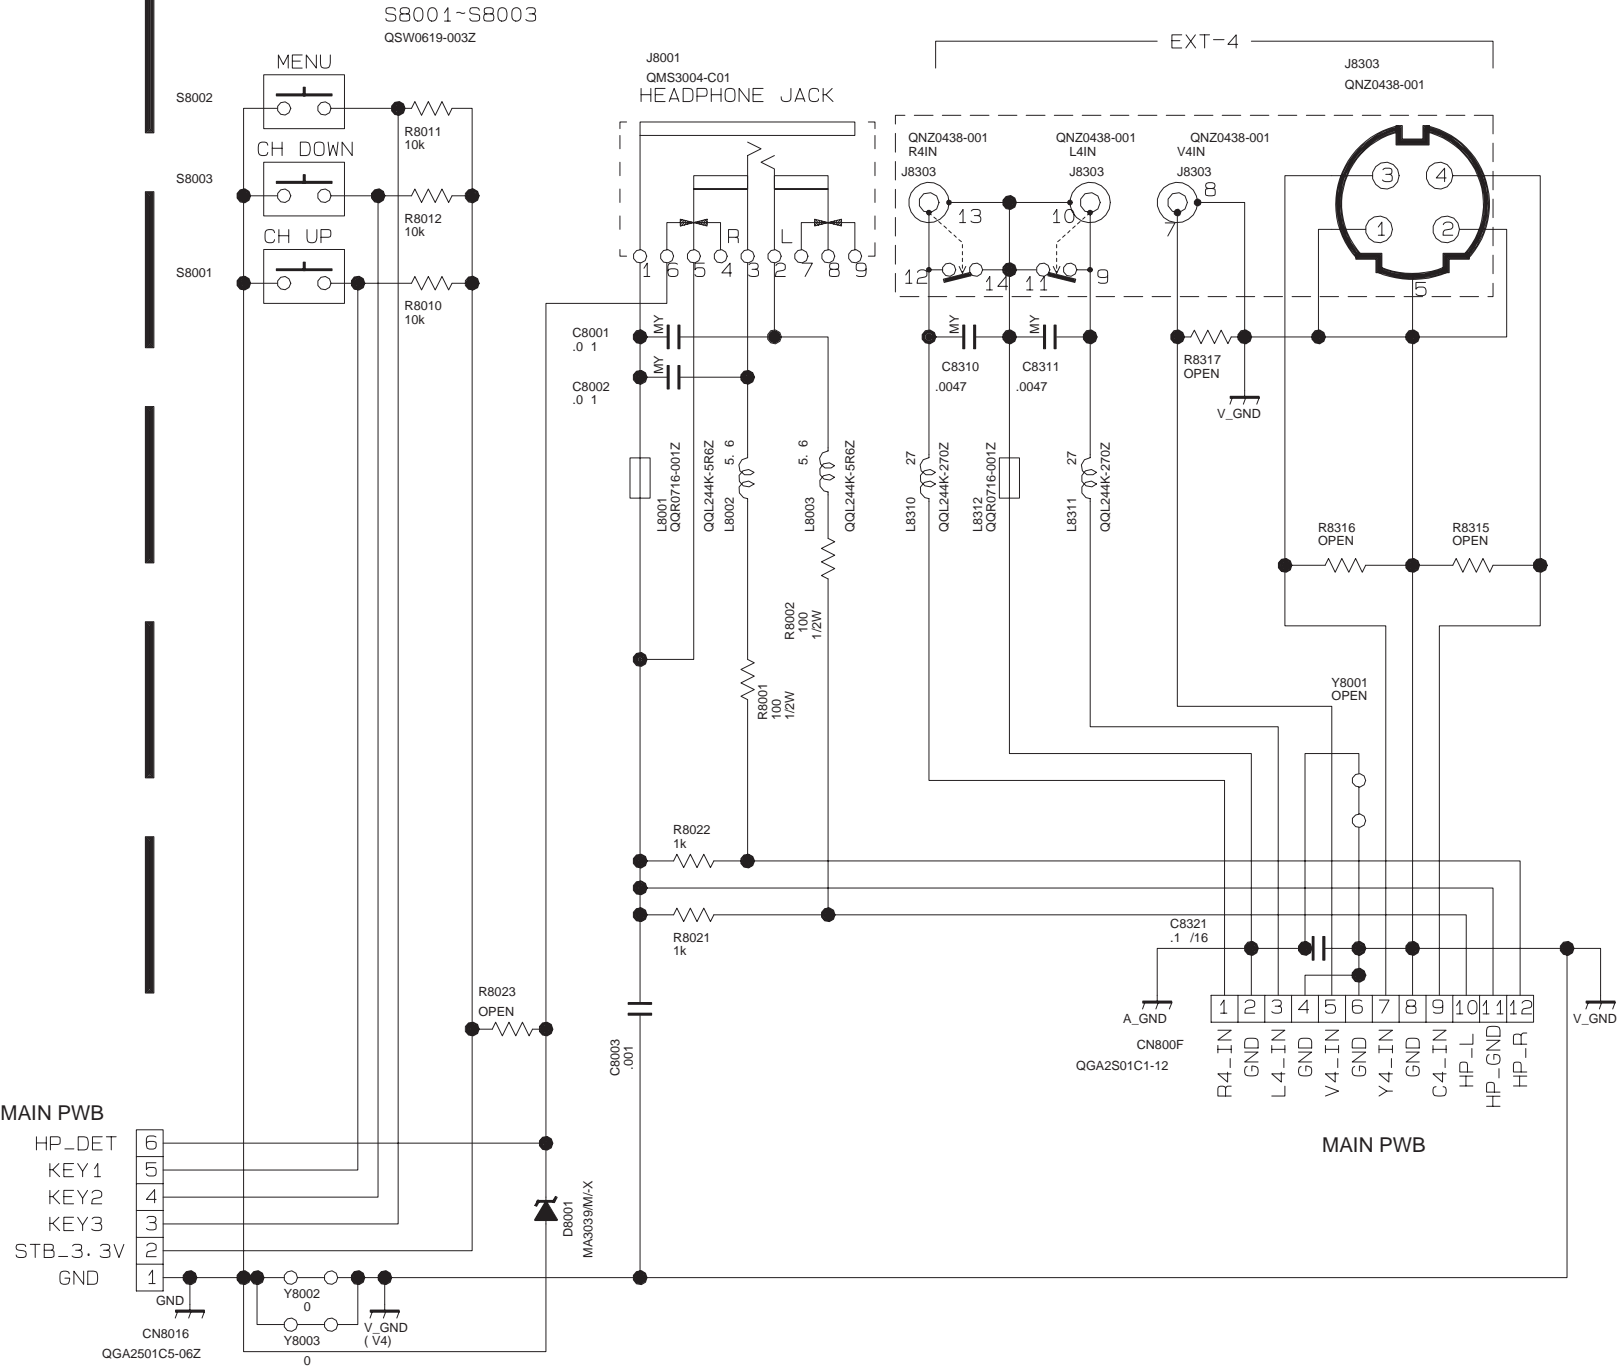 S8001~S8003
QSW0619-003Z
MENU
S8002
R8011
10k
CH DOWN
S8003
R8012
10k
CH UP
S8001
R8010
10k
J8001
QMS3004-C01
HEADPHONE JACK
R
L
1
6
5
4
3
2
7
8
9
C8001
.0 1
MY
C8002
.0 1
MY
L8001
QQR0716-001Z
QQL244K-5R6Z
L8002
5. 6
L8003
5. 6
QQL244K-5R6Z
R8002
100
1/2W
R8001
100
1/2W
EXT-4
J8303
QNZ0438-001
QNZ0438-001
R4IN
J8303
QNZ0438-001
L4IN
J8303
QNZ0438-001
V4IN
J8303
13
10
8
7
12
14
11
9
3
4
1
2
5
MY
C8310
.0047
MY
C8311
.0047
R8317
OPEN
V_GND
27
L8310
QQL244K-270Z
L8312
QQR0716-001Z
27
L8311
QQL244K-270Z
R8316
OPEN
R8315
OPEN
Y8001
OPEN
R8022
1k
R8021
1k
C8321
.1 /16
R8023
OPEN
C8003
.001
A_GND
V_GND
CN800F
QGA2S01C1-12
1 2 3 4 5 6 7 8 9 10 11 12
R4_IN
GND
L4_IN
GND
V4_IN
GND
Y4_IN
GND
C4_IN
HP_L
HP_GND
HP_R
MAIN PWB
MAIN PWB
HP_DET 6
KEY1 5
KEY2 4
KEY3 3
STB_3.3V 2
GND 1
D8001
MA3039/M/-X
GND
CN8016
QGA2501C5-06Z
Y8002
0
Y8003
0
V_GND
( V4)